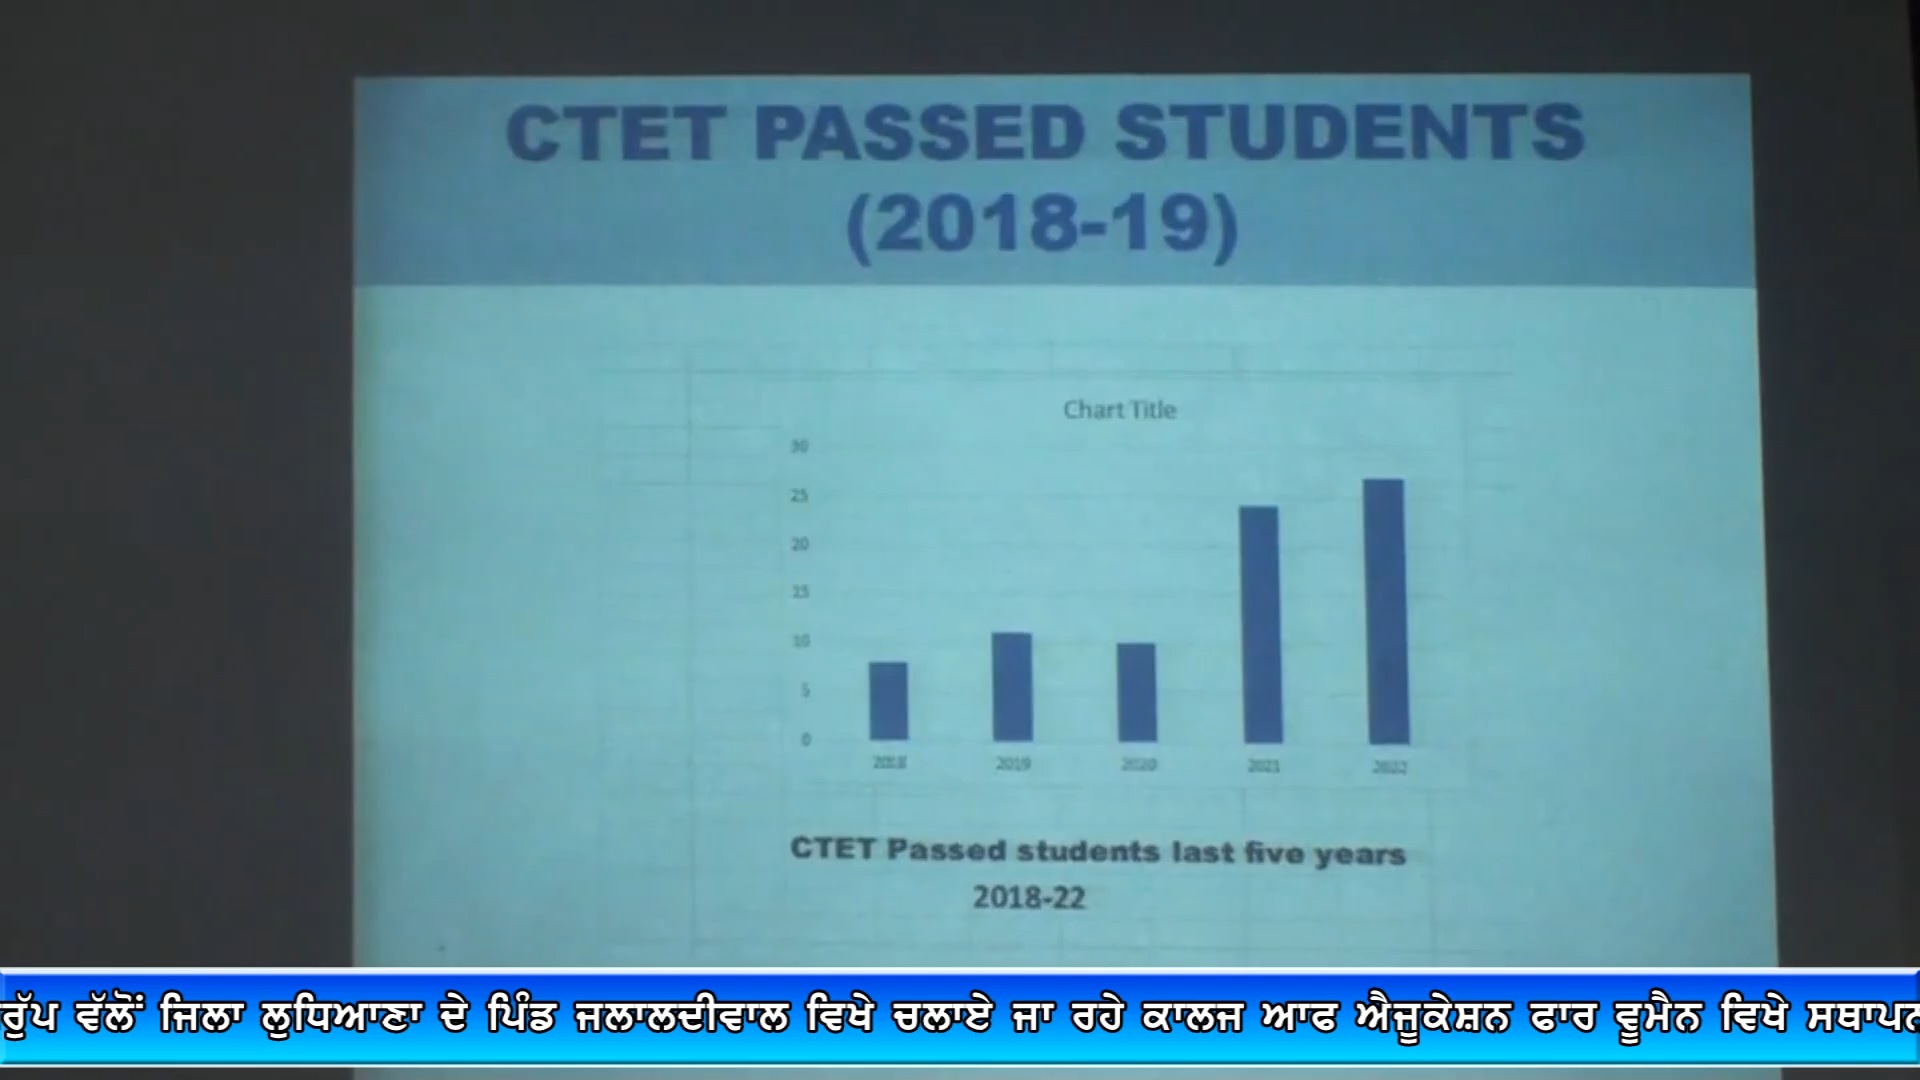 CTET PASSED STUDENTS
(2018-19)
Chart Title
30
25
20
15
10
5
0
2018 2019 2020 2021 2022
CTET Passed students last five years
2018-22
ਰੁੱਪ ਵੱਲੋਂ ਜਿਲਾ ਲੁਧਿਆਣਾ ਦੇ ਪਿੰਡ ਜਲਾਲਦੀਵਾਲ ਵਿਖੇ ਚਲਾਏ ਜਾ ਰਹੇ ਕਾਲਜ ਆਫ ਐਜੂਕੇਸ਼ਨ ਫਾਰ ਵੂਮੈਨ ਵਿਖੇ ਸਥਾਪਨ